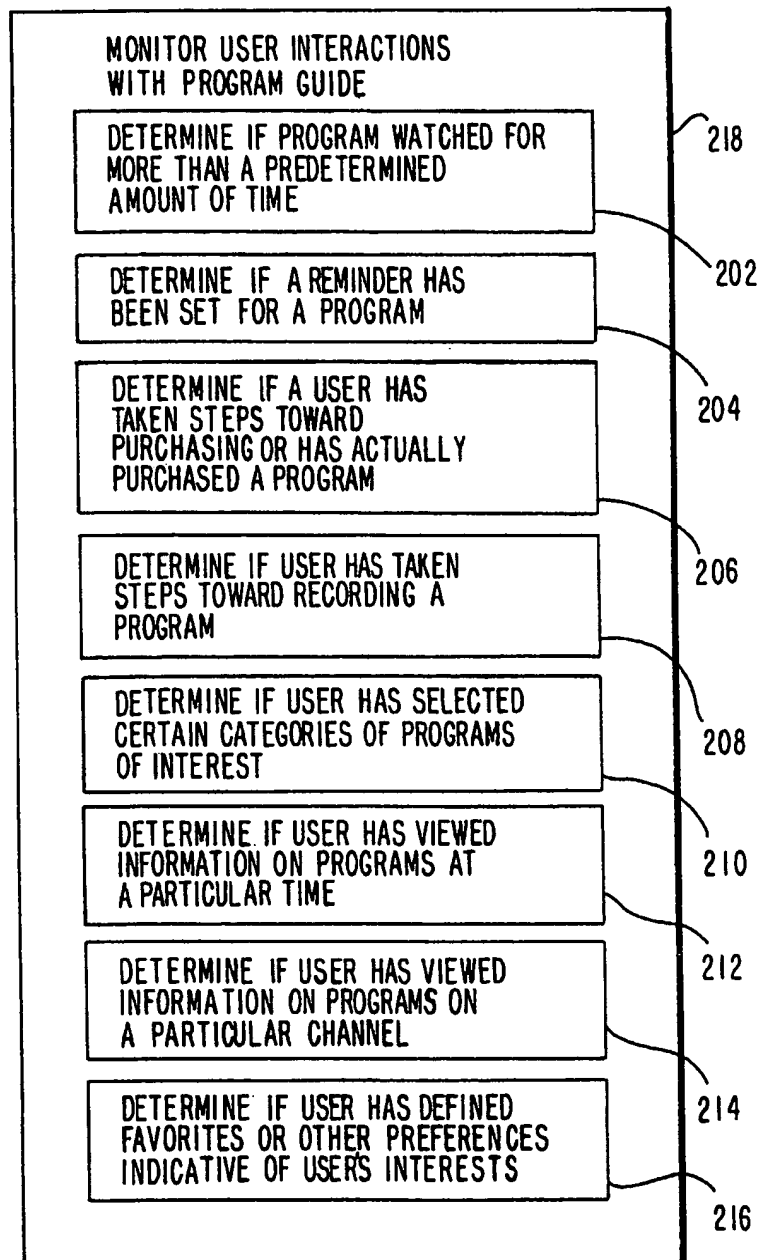 MONITOR USER INTERACTIONS
WITH PROGRAM GUIDE
218
DETERMINE IF PROGRAM WATCHED FOR
MORE THAN A PREDETERMINED
AMOUNT OF TIME
202
DETERMINE IF A REMINDER HAS
BEEN SET FOR A PROGRAM
204
DETERMINE IF A USER HAS
TAKEN STEPS TOWARD
PURCHASING OR HAS ACTUALLY
PURCHASED A PROGRAM
206
DETERMINE IF USER HAS TAKEN
STEPS TOWARD RECORDING A
PROGRAM
208
DETERMINE IF USER HAS SELECTED
CERTAIN CATEGORIES OF PROGRAMS
OF INTEREST
210
DETERMINE IF USER HAS VIEWED
INFORMATION ON PROGRAMS AT
A PARTICULAR TIME
212
DETERMINE IF USER HAS VIEWED
INFORMATION ON PROGRAMS ON
A PARTICULAR CHANNEL
214
DETERMINE IF USER HAS DEFINED
FAVORITES OR OTHER PREFERENCES
INDICATIVE OF USER'S INTERESTS
216